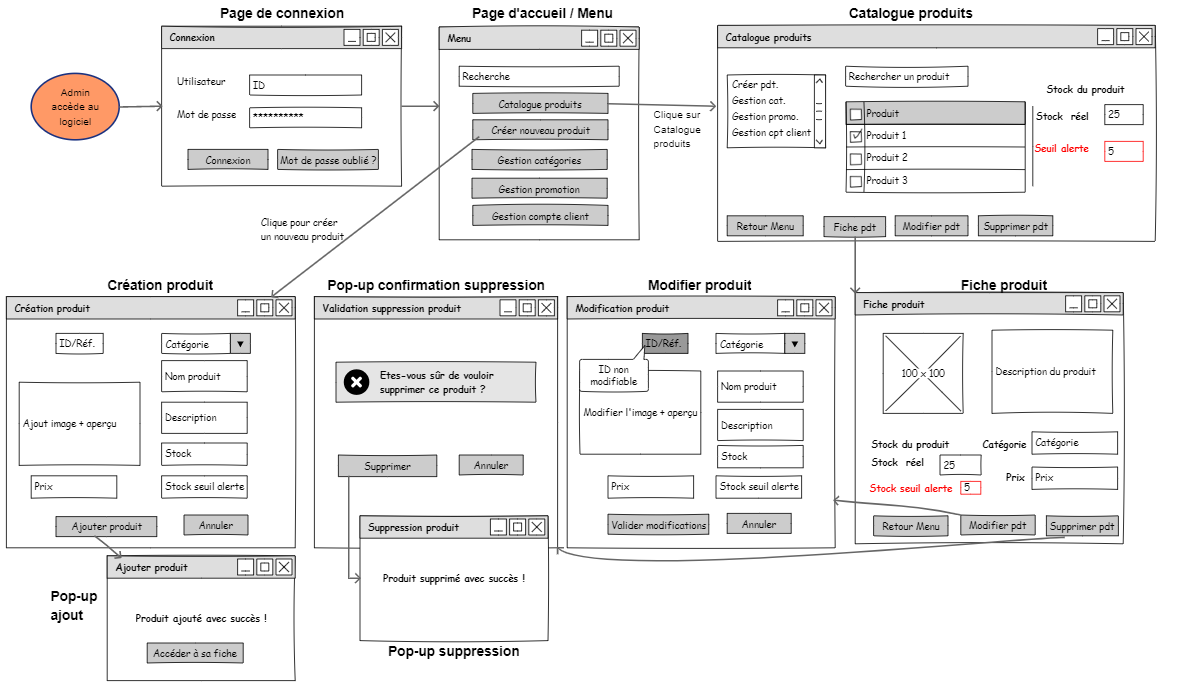 Page de connexion
Page d'accueil / Menu
Catalogue produits
Admin
accède au
logiciel
Connexion
Utilisateur
ID
Mot de passe
**********
Connexion
Mot de passe oublié ?
Menu
Recherche
Catalogue produits
Créer nouveau produit
Gestion catégories
Gestion promotion
Gestion compte client
Clique sur
Catalogue
produits
Catalogue produits
Créer pdt.
Gestion cat.
Gestion promo.
Gestion cpt client
Rechercher un produit
Produit
Produit 1
Produit 2
Produit 3
Stock du produit
Stock réel
25
Seuil alerte
5
Retour Menu
Fiche pdt
Modifier pdt
Supprimer pdt
Clique pour créer
un nouveau produit
Création produit
Pop-up confirmation suppression
Modifier produit
Fiche produit
Création produit
ID/Réf.
Catégorie
Nom produit
Ajout image + aperçu
Description
Stock
Prix
Stock seuil alerte
Ajouter produit
Annuler
Validation suppression produit
Etes-vous sûr de vouloir
supprimer ce produit ?
Supprimer
Annuler
Modification produit
ID/Réf.
Catégorie
ID non
modifiable
Nom produit
Modifier l'image + aperçu
Description
Stock
Prix
Stock seuil alerte
Valider modifications
Annuler
Fiche produit
100 x 100
Description du produit
Stock du produit
Catégorie
Catégorie
Stock réel
25
Prix
Prix
Stock seuil alerte
5
Retour Menu
Modifier pdt
Supprimer pdt
Pop-up
ajout
Ajouter produit
Produit ajouté avec succès !
Accéder à sa fiche
Suppression produit
Produit supprimé avec succès !
Pop-up suppression